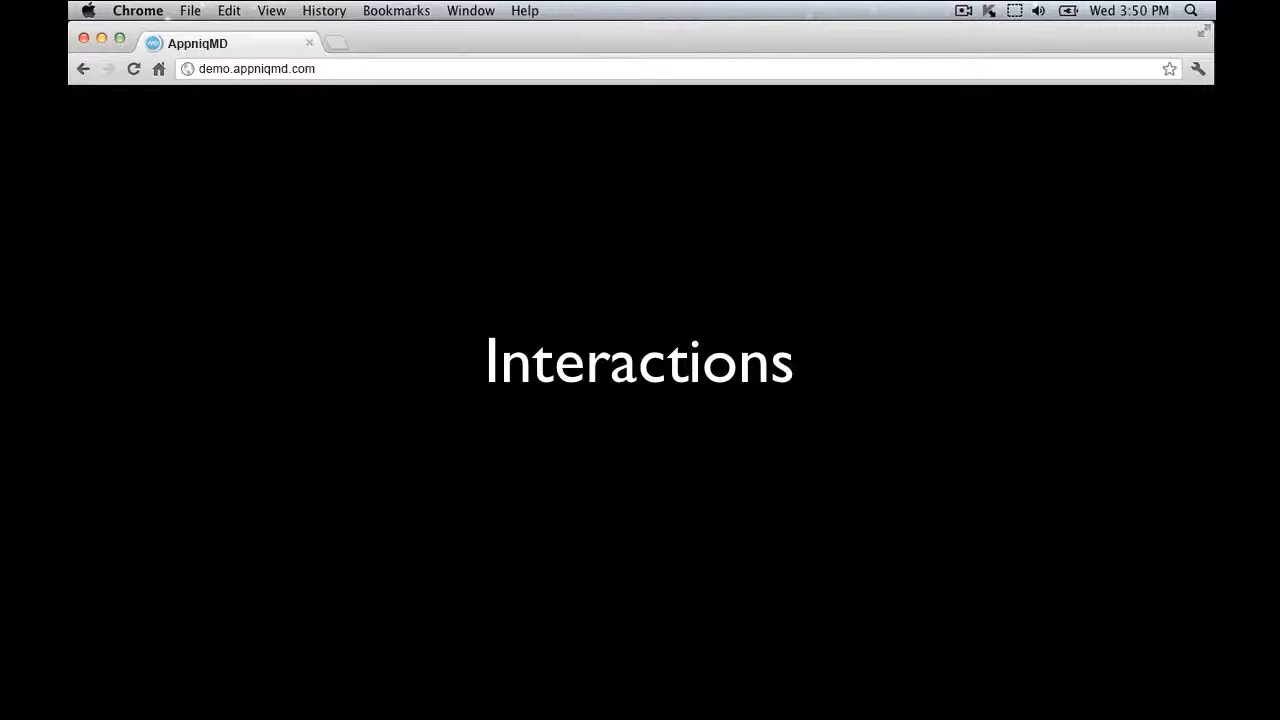 Chrome File Edit View History Bookmarks Window Help Wed 3:50 PM
AppniqMD
demo.appniqmd.com
Interactions